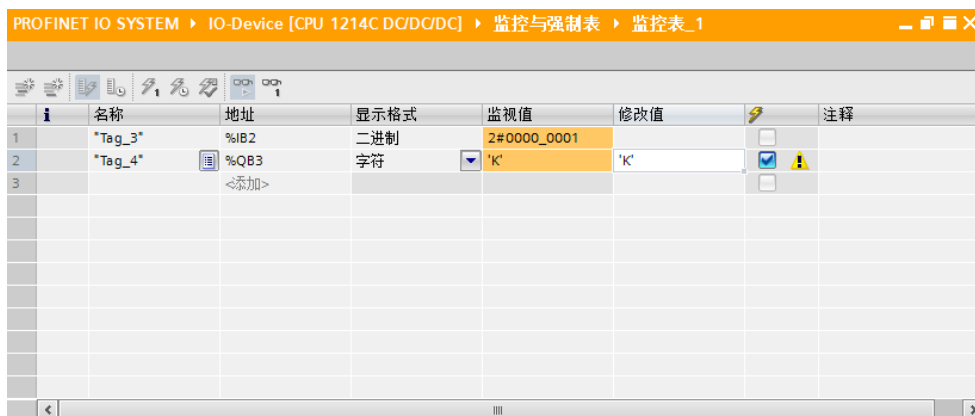 PROFINET IO SYSTEM ▸ IO-Device [CPU 1214C DC/DC/DC] ▸ 监控与强制表 ▸ 监控表_1
i 名称 地址 显示格式 监视值 修改值 注释
1 "Tag_3" %IB2 二进制 2#0000_0001
2 "Tag_4" %QB3 字符 'K' 'K'
3 <添加>